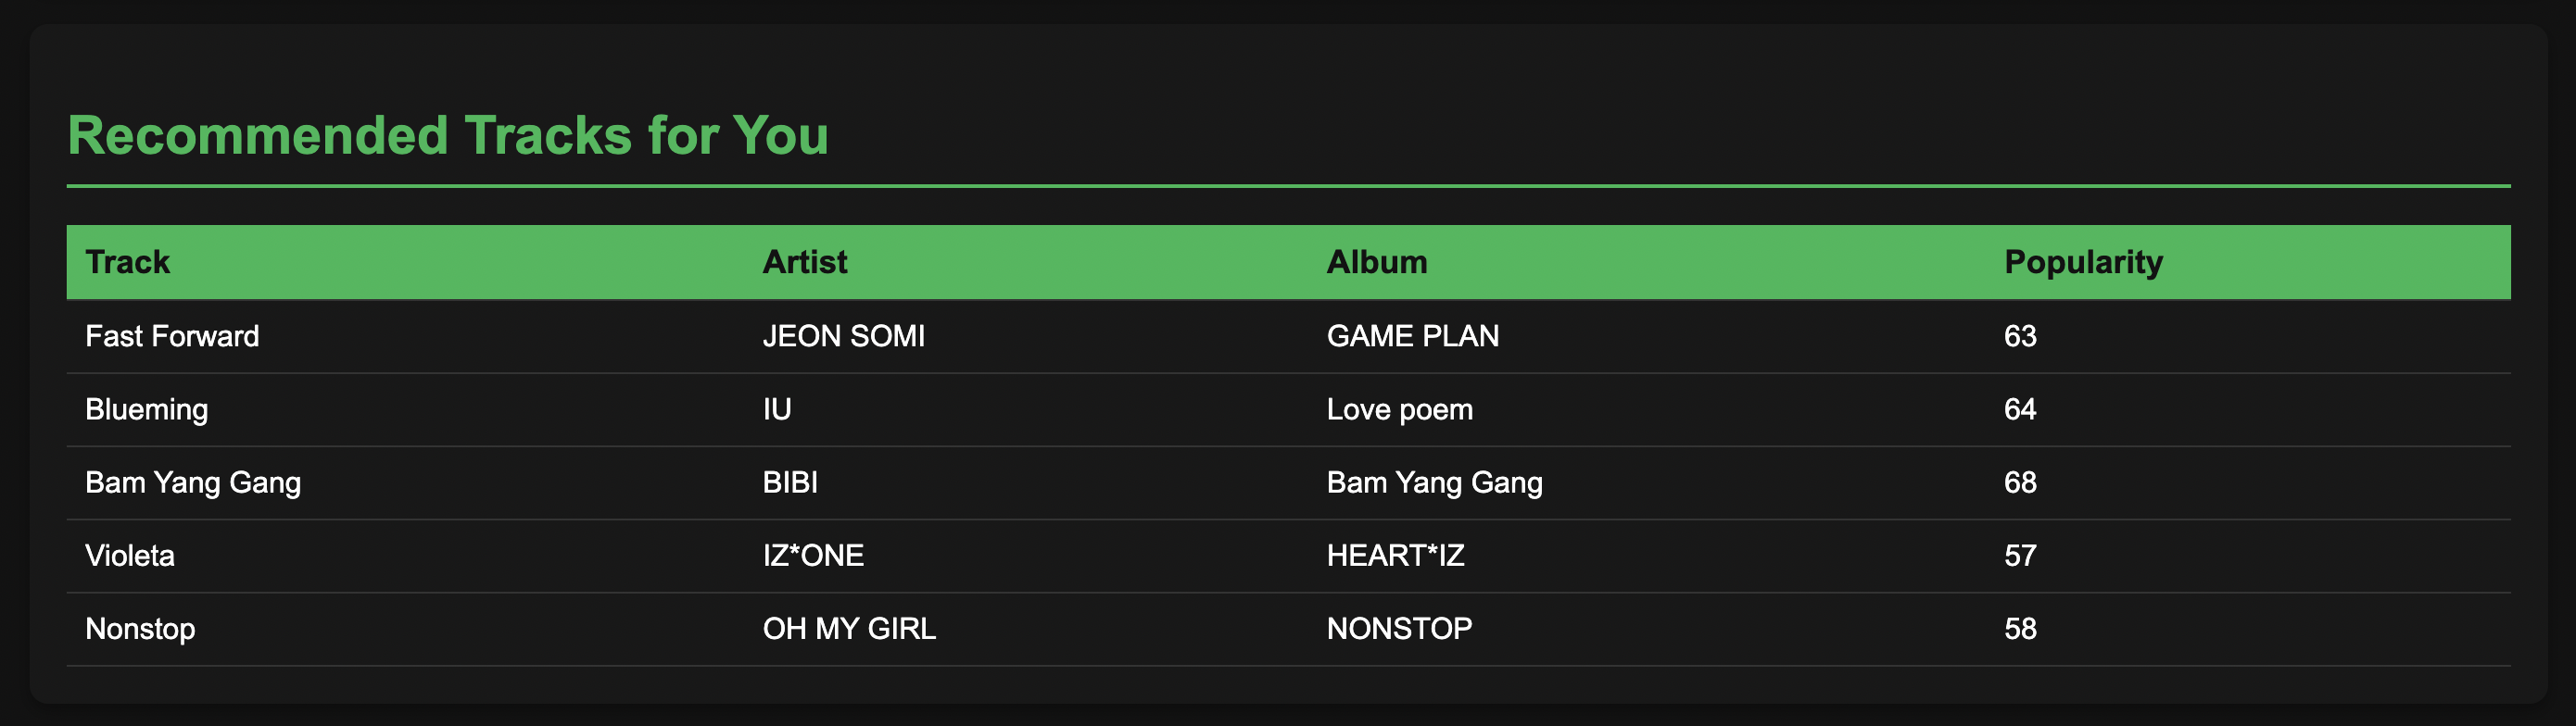 Recommended Tracks for You
Track Artist Album Popularity
Fast Forward JEON SOMI GAME PLAN 63
Blueming IU Love poem 64
Bam Yang Gang BIBI Bam Yang Gang 68
Violeta IZ*ONE HEART*IZ 57
Nonstop OH MY GIRL NONSTOP 58